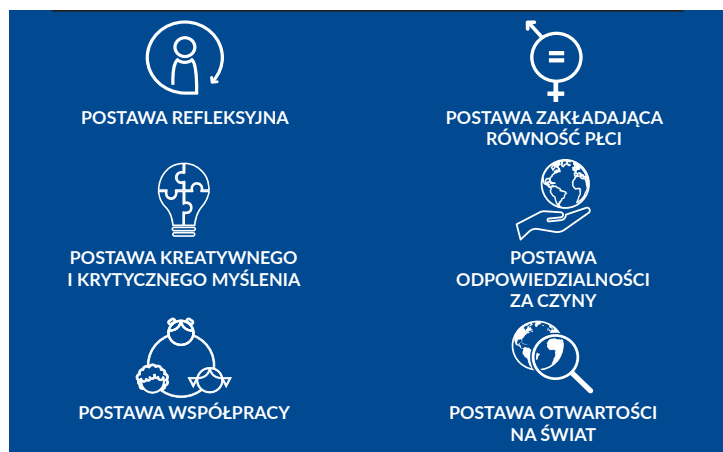 POSTAWA REFLEKSYJNA
POSTAWA ZAKŁADAJĄCA
RÓWNOŚĆ PŁCI
POSTAWA KREATYWNEGO
I KRYTYCZNEGO MYŚLENIA
POSTAWA
ODPOWIEDZIALNOŚCI
ZA CZYNY
POSTAWA WSPÓŁPRACY
POSTAWA OTWARTOŚCI
NA ŚWIAT